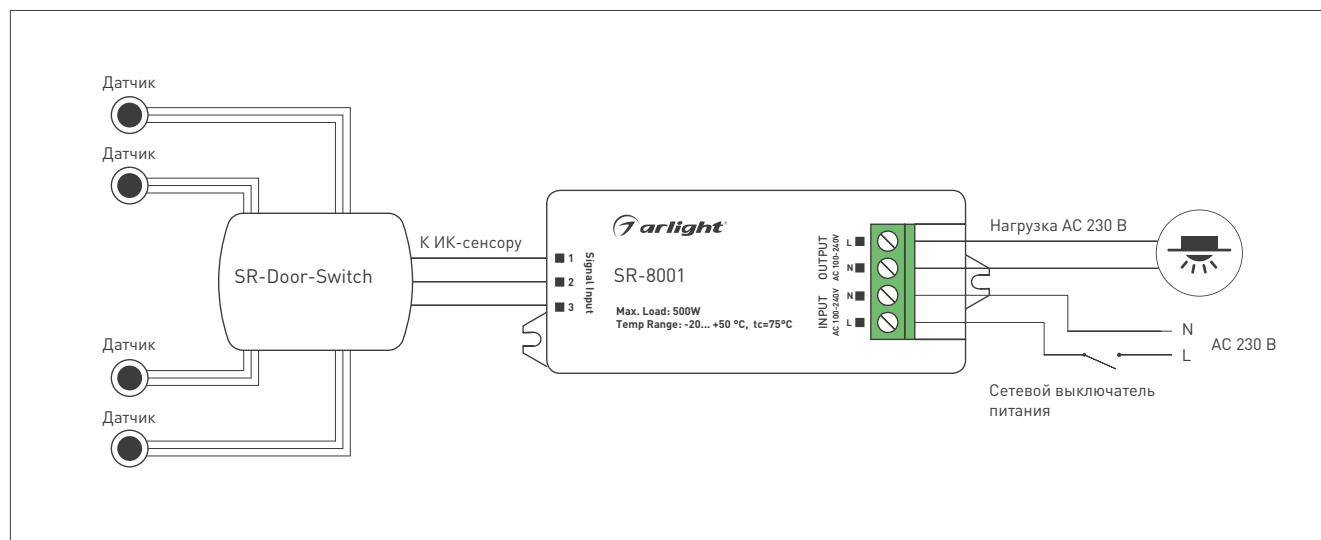 Датчик
Датчик
SR-Door-Switch
Датчик
Датчик
К ИК-сенсору
1
2
3
Signal Input
arlight
SR-8001
Max. Load: 500W
Temp Range: -20... +50 °C, tc=75°C
OUTPUT
AC 100-240V
L
N
INPUT
AC 100-240V
N
L
Нагрузка AC 230 В
N
L
AC 230 В
Сетевой выключатель
питания